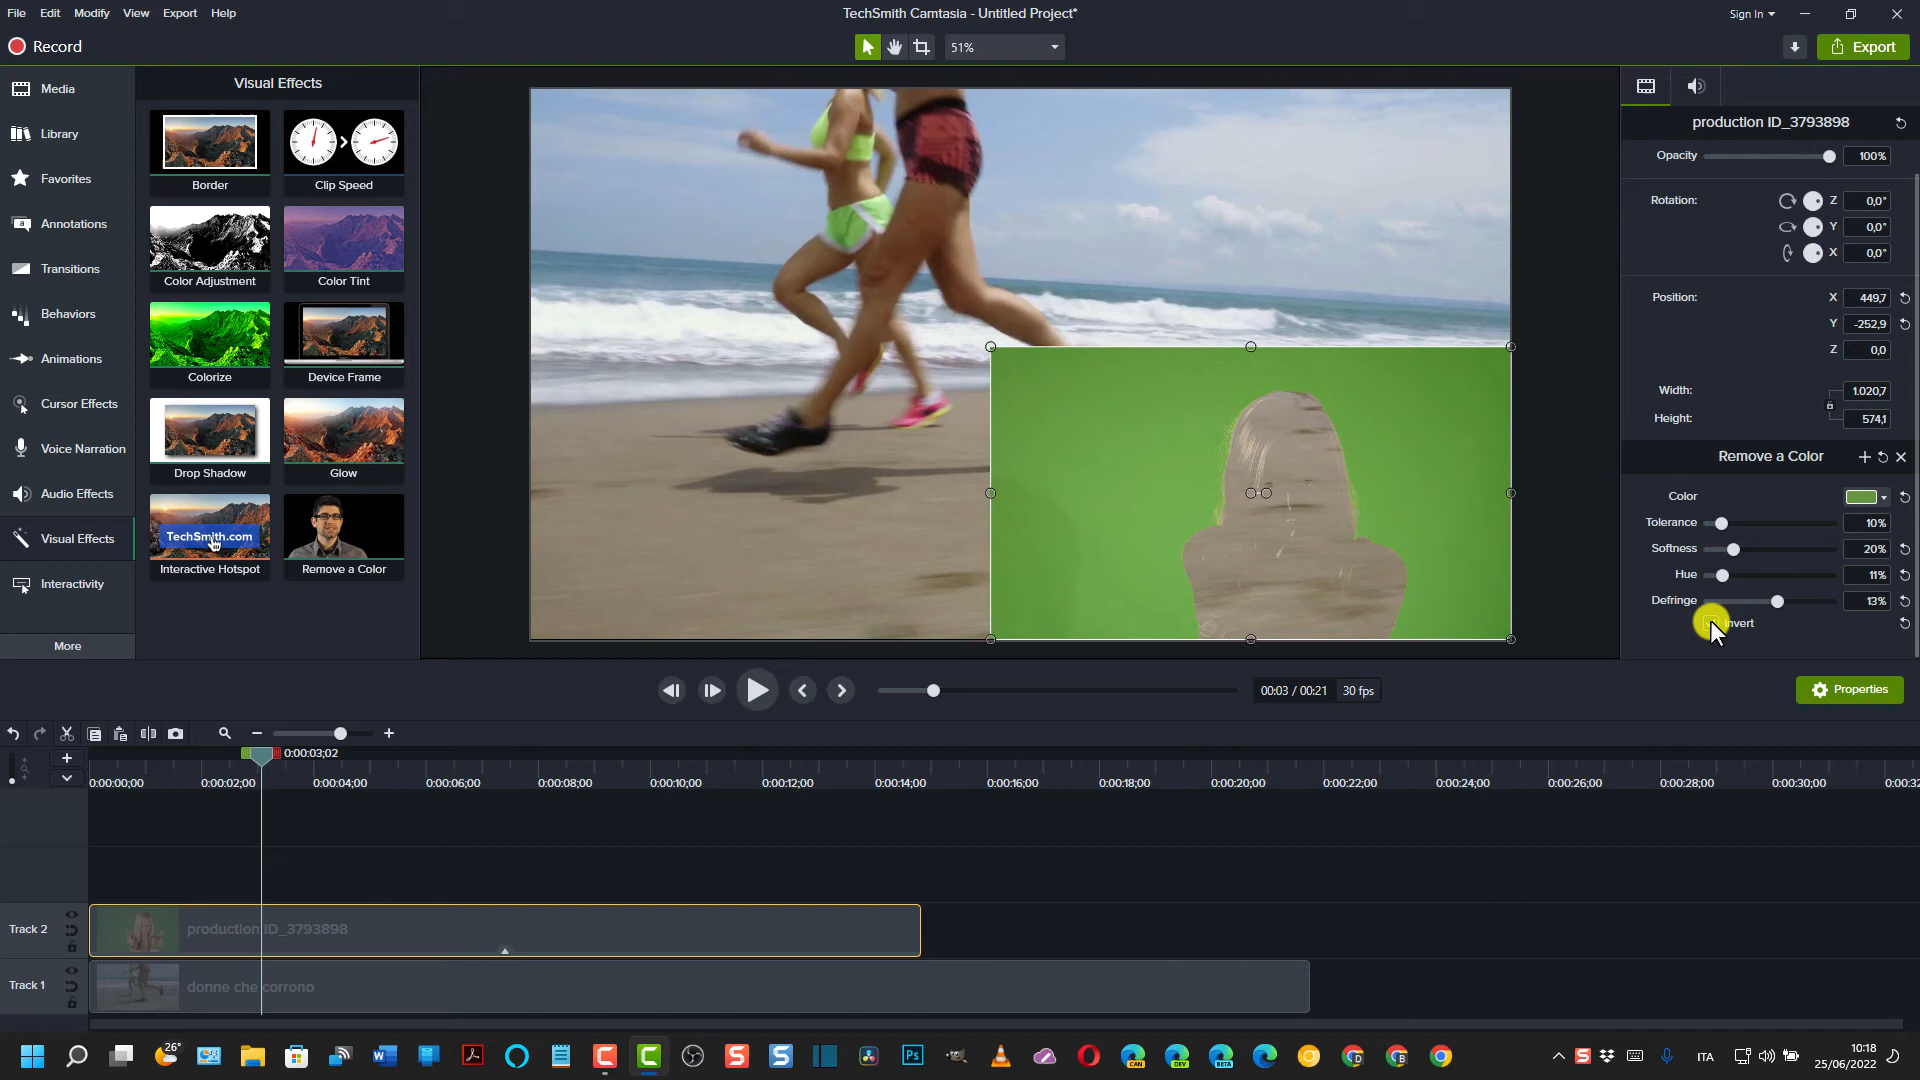 File Edit Modify View Export Help
TechSmith Camtasia - Untitled Project*
Sign In
Record
51%
Export
Media
Library
Favorites
Annotations
Transitions
Behaviors
Animations
Cursor Effects
Voice Narration
Audio Effects
Visual Effects
Interactivity
More
Visual Effects
Border
Clip Speed
Color Adjustment
Color Tint
Colorize
Device Frame
Drop Shadow
Glow
TechSmith.com
Interactive Hotspot
Remove a Color
production ID_3793898
Opacity 100%
Rotation: Z 0,0°
Y 0,0°
X 0,0°
Position: X 449,7
Y -252,9
Z 0,0
Width: 1.020,7
Height: 574,1
Remove a Color
Color
Tolerance 10%
Softness 20%
Hue 11%
Defringe 13%
Invert
00:03 / 00:21 30 fps
Properties
0:00:03;02
0:00:00;00 0:00:02;00 0:00:04;00 0:00:06;00 0:00:08;00 0:00:10;00 0:00:12;00 0:00:14;00 0:00:16;00 0:00:18;00 0:00:20;00 0:00:22;00 0:00:24;00 0:00:26;00 0:00:28;00 0:00:30;00 0:00:32
Track 2
production ID_3793898
Track 1
donne che corrono
26°
Ps
CAN
DEV
BETA
D
B
ITA
10:18
25/06/2022